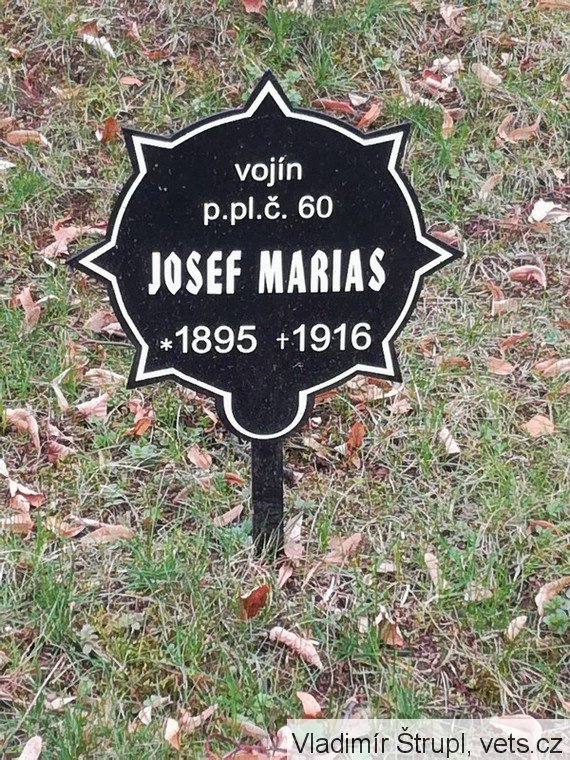 vojín
p.pl.č. 60
JOSEF MARIAS
*1895 †1916
Vladimír Štrupl, vets.cz